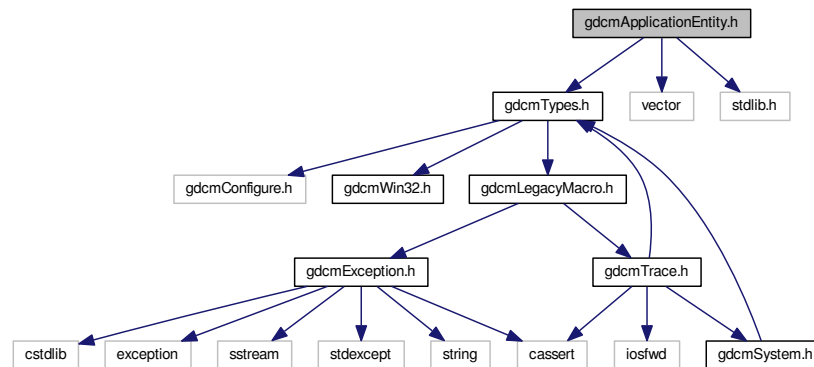 gdcmApplicationEntity.h
gdcmTypes.h
vector
stdlib.h
gdcmConfigure.h
gdcmWin32.h
gdcmLegacyMacro.h
gdcmException.h
gdcmTrace.h
cstdlib
exception
sstream
stdexcept
string
cassert
iosfwd
gdcmSystem.h